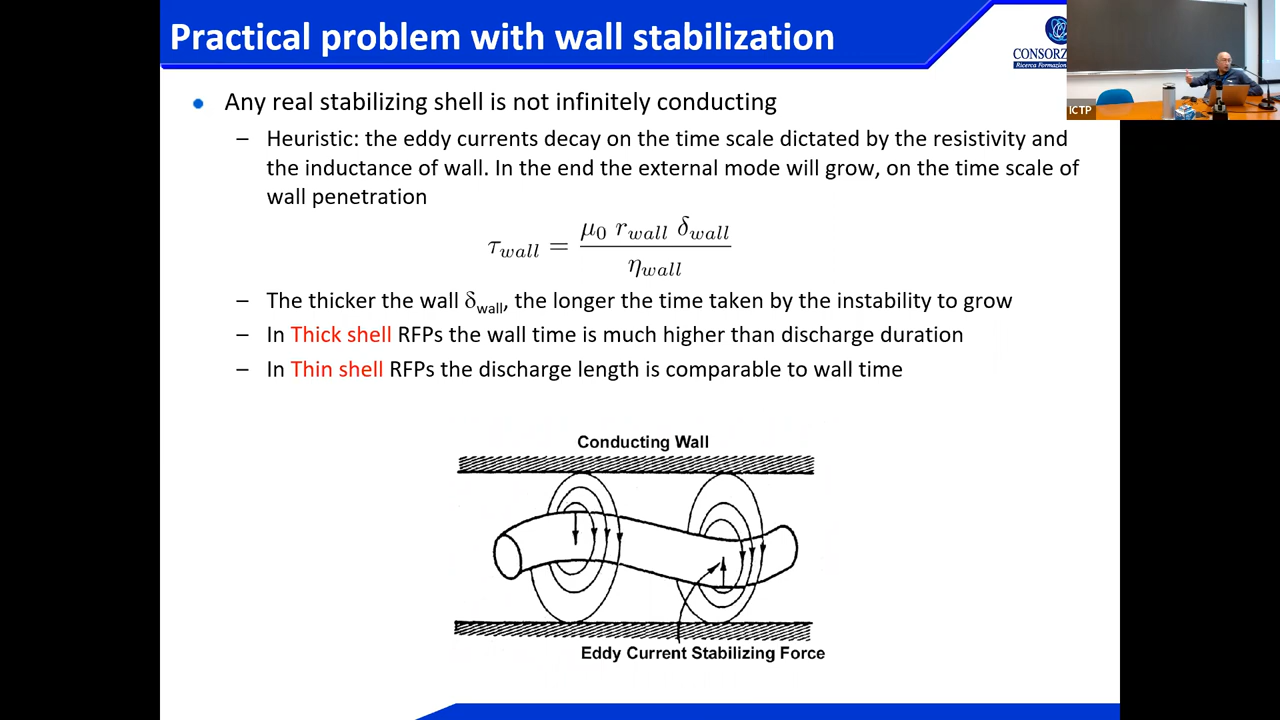 Practical problem with wall stabilization
CONSORZ
Ricerca Formazion
ICTP
• Any real stabilizing shell is not infinitely conducting
– Heuristic: the eddy currents decay on the time scale dictated by the resistivity and
the inductance of wall. In the end the external mode will grow, on the time scale of
wall penetration
τ_wall = μ₀ r_wall δ_wall / η_wall
– The thicker the wall δ_wall, the longer the time taken by the instability to grow
– In Thick shell RFPs the wall time is much higher than discharge duration
– In Thin shell RFPs the discharge length is comparable to wall time
Conducting Wall
Eddy Current Stabilizing Force